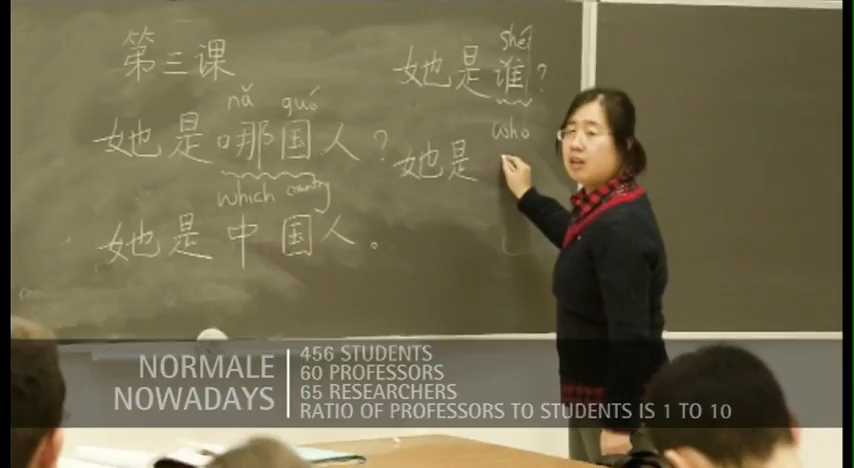 第三课
nǎ guó
她是哪国人？
which country
她是中国人。
shéi
她是谁？
who
她是
NORMALE
NOWADAYS
456 STUDENTS
60 PROFESSORS
65 RESEARCHERS
RATIO OF PROFESSORS TO STUDENTS IS 1 TO 10